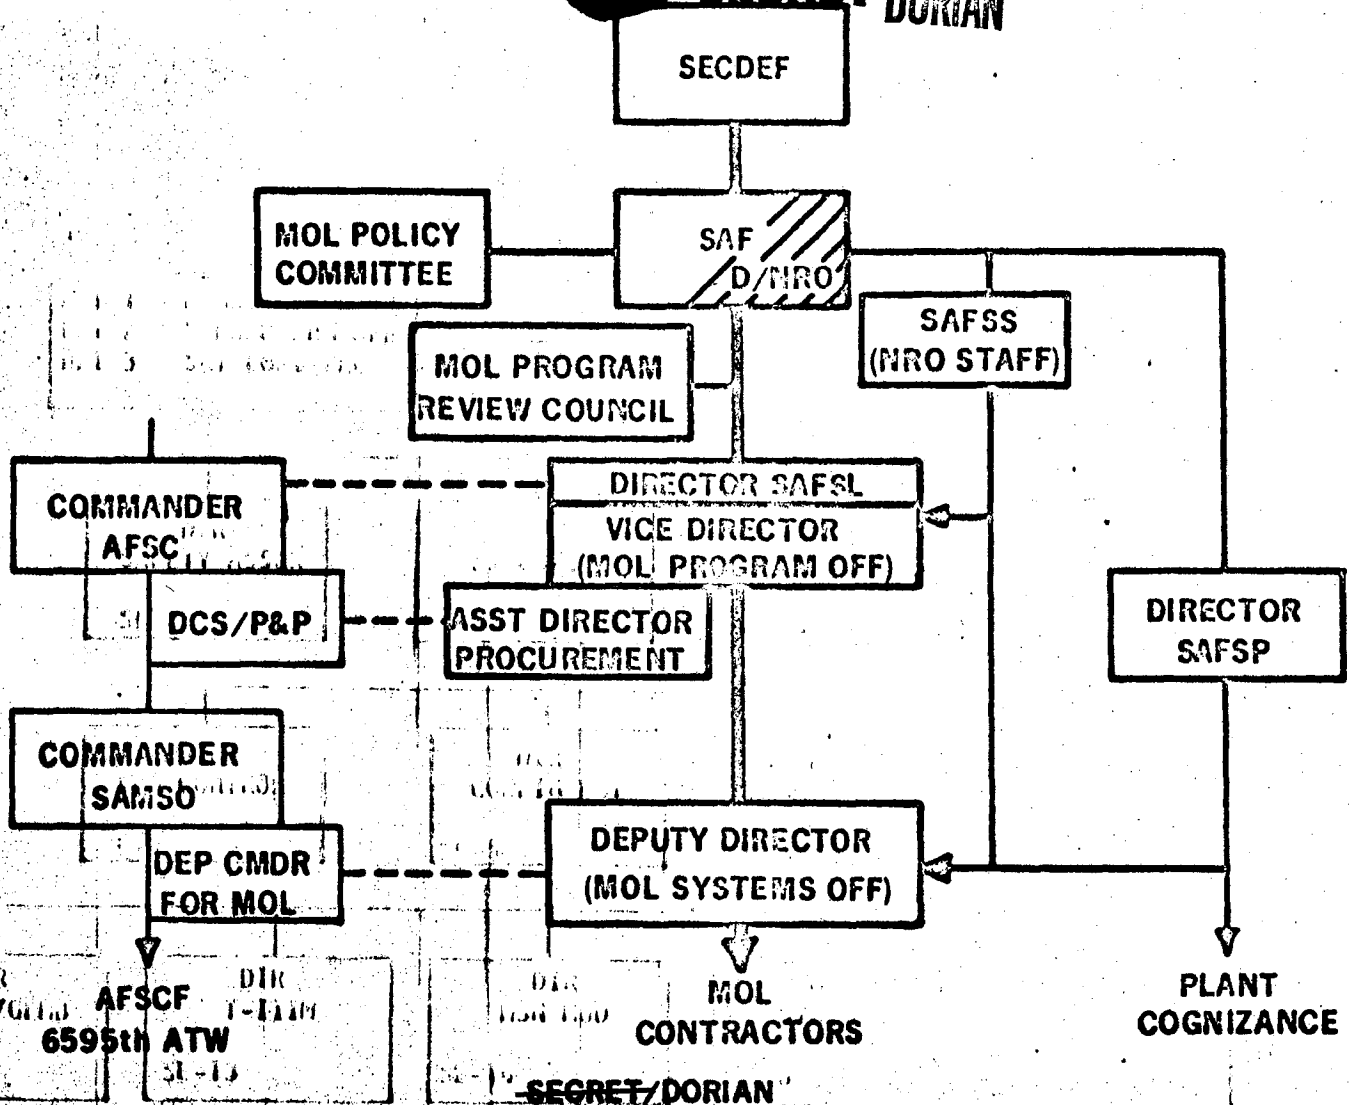 DORIAN
SECDEF
MOL POLICY
COMMITTEE
SAF
D/NRO
SAFSS
(NRO STAFF)
MOL PROGRAM
REVIEW COUNCIL
COMMANDER
AFSC
DIRECTOR SAFSL
VICE DIRECTOR
(MOL PROGRAM OFF)
DCS/P&P
ASST DIRECTOR
PROCUREMENT
DIRECTOR
SAFSP
COMMANDER
SAMSO
DEP CMDR
FOR MOL
DEPUTY DIRECTOR
(MOL SYSTEMS OFF)
DIR
AFSCF
6595th ATW
MOL
CONTRACTORS
PLANT
COGNIZANCE
SECRET/DORIAN